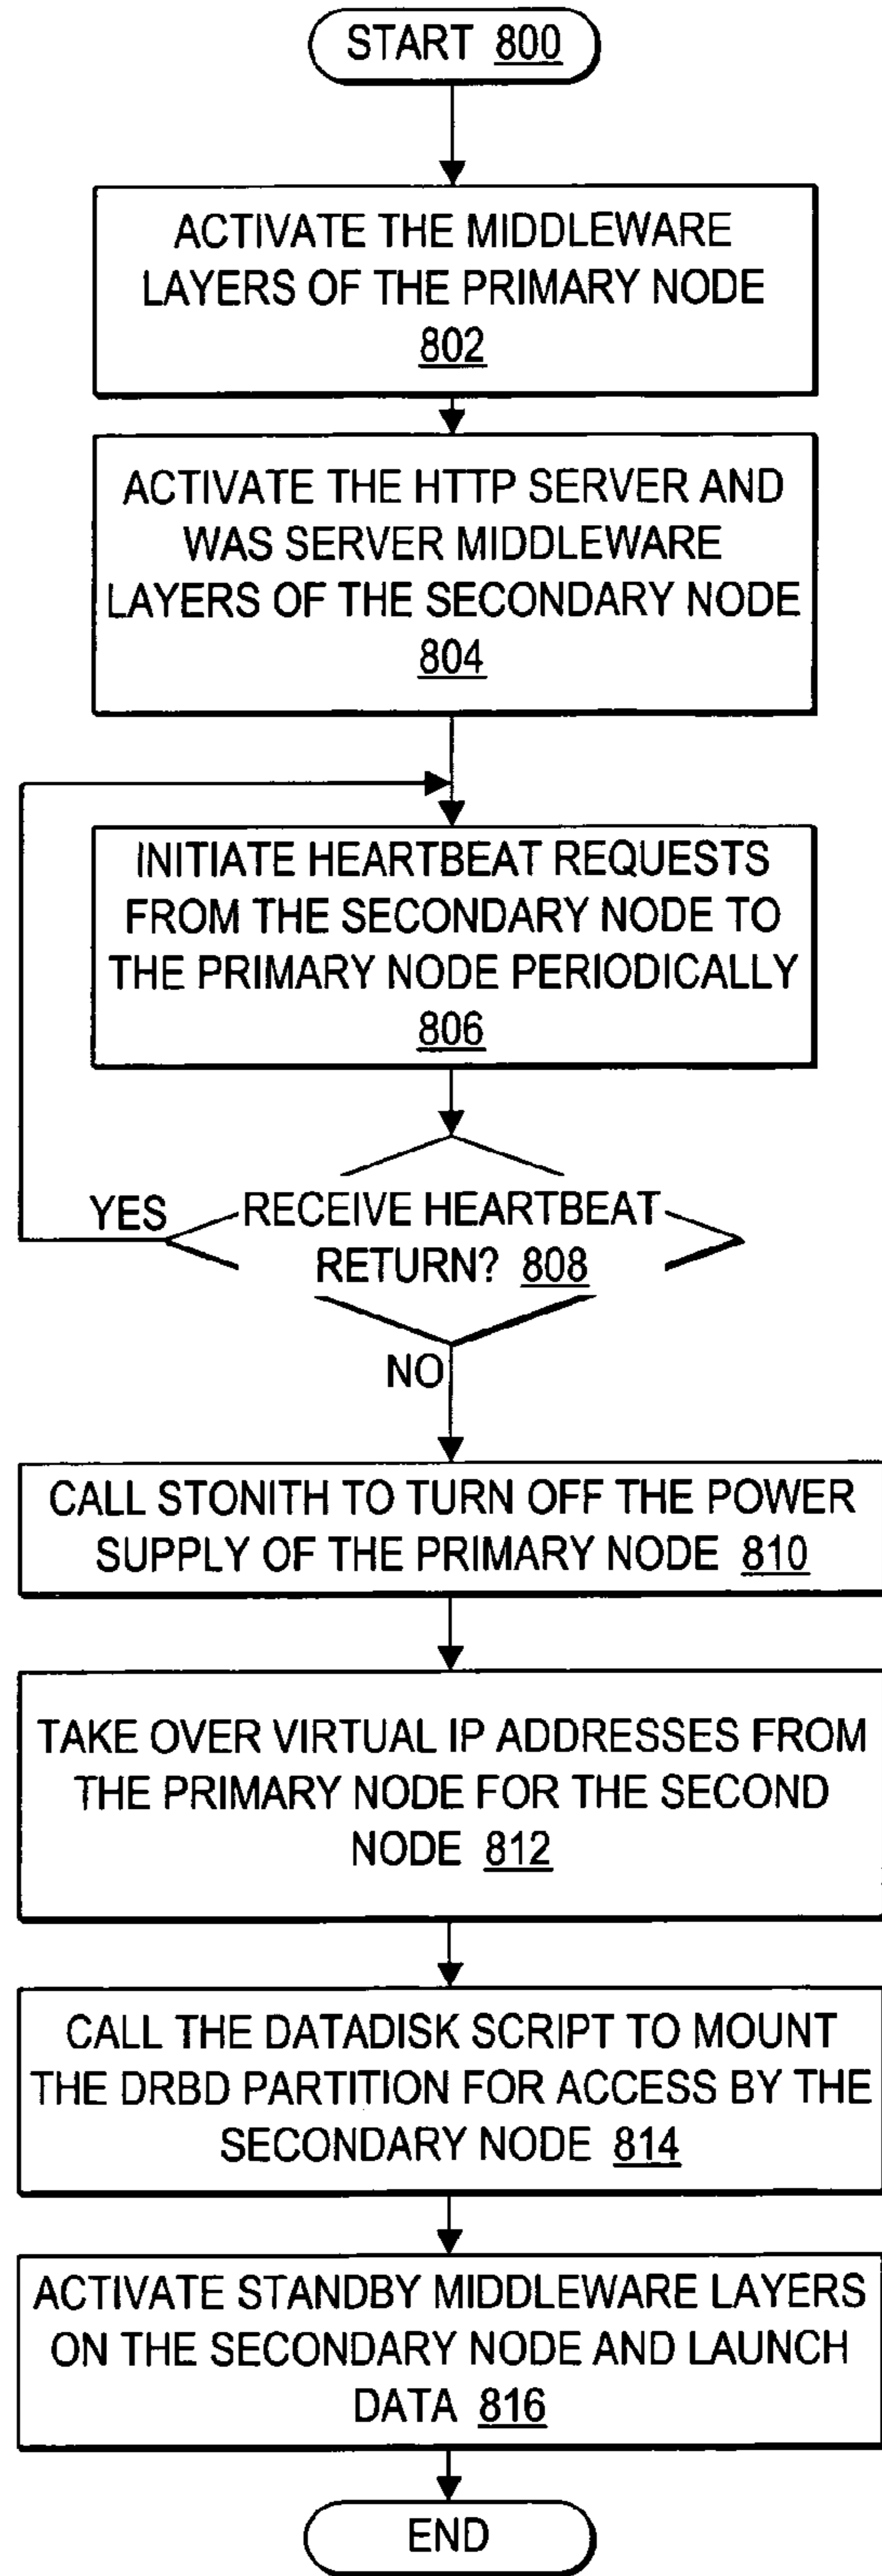 START 800
ACTIVATE THE MIDDLEWARE
LAYERS OF THE PRIMARY NODE
802
ACTIVATE THE HTTP SERVER AND
WAS SERVER MIDDLEWARE
LAYERS OF THE SECONDARY NODE
804
INITIATE HEARTBEAT REQUESTS
FROM THE SECONDARY NODE TO
THE PRIMARY NODE PERIODICALLY
806
YES
RECEIVE HEARTBEAT
RETURN? 808
NO
CALL STONITH TO TURN OFF THE POWER
SUPPLY OF THE PRIMARY NODE 810
TAKE OVER VIRTUAL IP ADDRESSES FROM
THE PRIMARY NODE FOR THE SECOND
NODE 812
CALL THE DATADISK SCRIPT TO MOUNT
THE DRBD PARTITION FOR ACCESS BY THE
SECONDARY NODE 814
ACTIVATE STANDBY MIDDLEWARE LAYERS
ON THE SECONDARY NODE AND LAUNCH
DATA 816
END